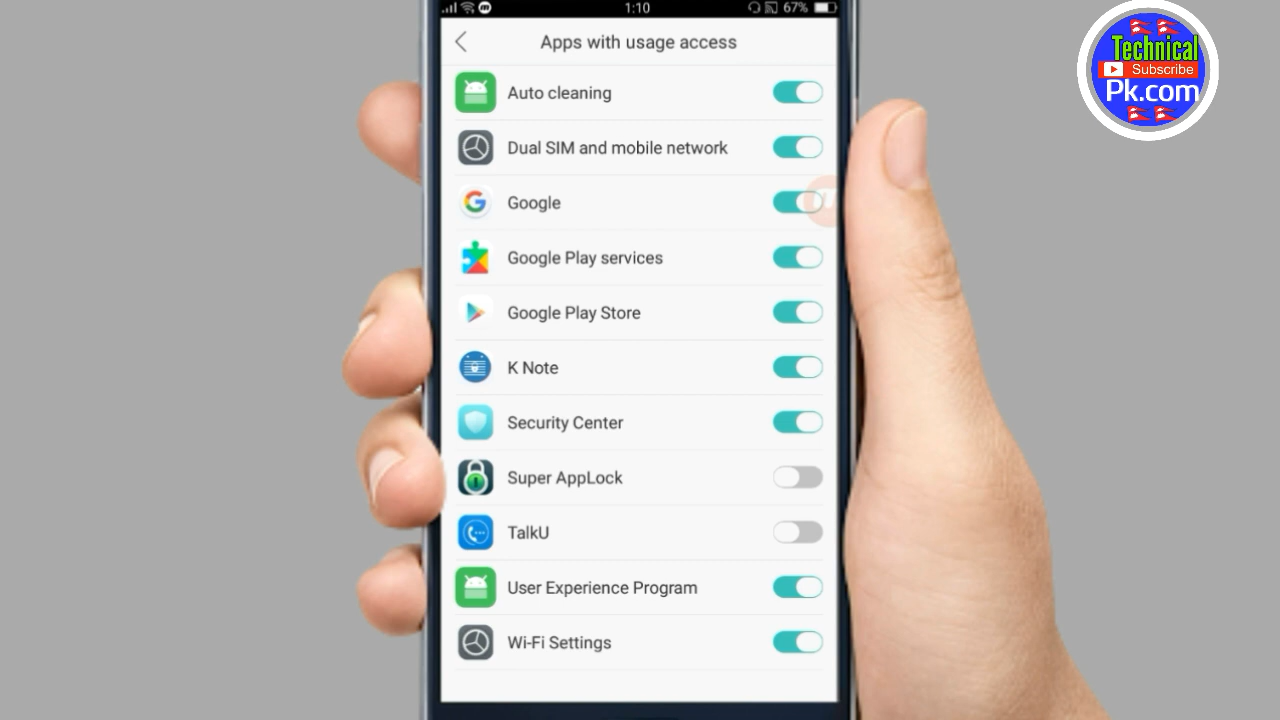 1:10
67%
Apps with usage access
Auto cleaning
Dual SIM and mobile network
Google
Google Play services
Google Play Store
K Note
Security Center
Super AppLock
TalkU
User Experience Program
Wi-Fi Settings
Technical
Subscribe
Pk.com